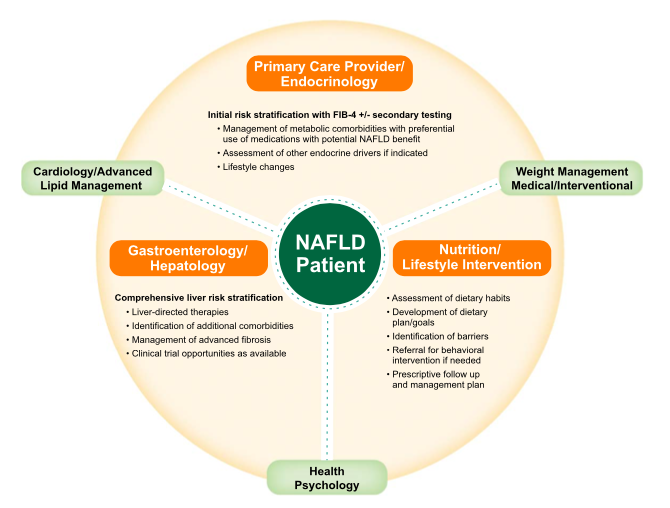 Primary Care Provider/
Endocrinology
Initial risk stratification with FIB-4 +/- secondary testing
• Management of metabolic comorbidities with preferential
use of medications with potential NAFLD benefit
• Assessment of other endocrine drivers if indicated
• Lifestyle changes
Cardiology/Advanced
Lipid Management
Weight Management
Medical/Interventional
NAFLD
Patient
Gastroenterology/
Hepatology
Comprehensive liver risk stratification
• Liver-directed therapies
• Identification of additional comorbidities
• Management of advanced fibrosis
• Clinical trial opportunities as available
Nutrition/
Lifestyle Intervention
• Assessment of dietary habits
• Development of dietary
plan/goals
• Identification of barriers
• Referral for behavioral
intervention if needed
• Prescriptive follow up
and management plan
Health
Psychology